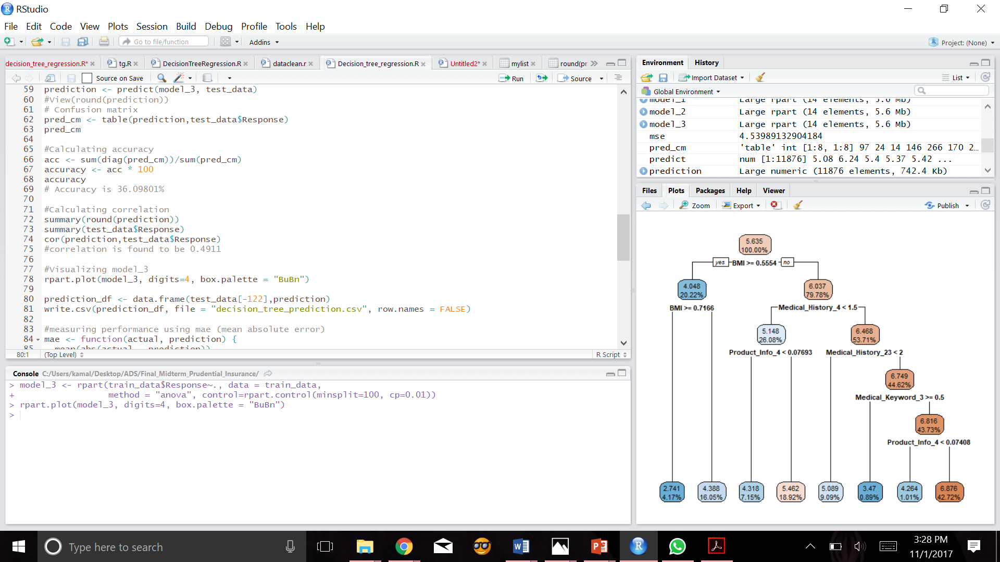 RStudio
File Edit Code View Plots Session Build Debug Profile Tools Help
Go to file/function Addins Project: (None)
decision_tree_regression.R* tg.R DecisionTreeRegression.R dataclean.r Decision_tree_regression.R Untitled2* mylist round(pr
Source on Save Run Source
59 prediction <- predict(model_3, test_data)
60 #View(round(prediction))
61 # Confusion matrix
62 pred_cm <- table(prediction,test_data$Response)
63 pred_cm
64
65 #Calculating accuracy
66 acc <- sum(diag(pred_cm))/sum(pred_cm)
67 accuracy <- acc * 100
68 accuracy
69 # Accuracy is 36.09801%
70
71 #Calculating correlation
72 summary(round(prediction))
73 summary(test_data$Response)
74 cor(prediction,test_data$Response)
75 #correlation is found to be 0.4911
76
77 #Visualizing model_3
78 rpart.plot(model_3, digits=4, box.palette = "BuBn")
79
80 prediction_df <- data.frame(test_data[-122],prediction)
81 write.csv(prediction_df, file = "decision_tree_prediction.csv", row.names = FALSE)
82
83 #measuring performance using mae (mean absolute error)
84 mae <- function(actual, prediction) {
85 mean(abs(actual - prediction))
80:1 (Top Level) R Script
Console C:/Users/kamal/Desktop/ADS/Final_Midterm_Prudential_Insurance/
> model_3 <- rpart(train_data$Response~., data = train_data,
+ method = "anova", control=rpart.control(minsplit=100, cp=0.01))
> rpart.plot(model_3, digits=4, box.palette = "BuBn")
>
Environment History
Import Dataset List
Global Environment
model_1 Large rpart (14 elements, 5.6 Mb)
model_2 Large rpart (14 elements, 5.6 Mb)
model_3 Large rpart (14 elements, 5.6 Mb)
mse 4.53989132904184
pred_cm 'table' int [1:8, 1:8] 97 24 14 146 266 170 2…
predict num [1:11876] 5.08 6.24 5.4 5.37 5.42 ...
prediction Large numeric (11876 elements, 742.4 Kb)
Files Plots Packages Help Viewer
Zoom Export Publish
5.635
100.00%
yes BMI >= 0.5554 no
4.048 6.037
20.22% 79.78%
BMI >= 0.7166 Medical_History_4 < 1.5
5.148 6.468
26.08% 53.71%
Product_Info_4 < 0.07693 Medical_History_23 < 2
6.749
44.62%
Medical_Keyword_3 >= 0.5
6.816
43.73%
Product_Info_4 < 0.07408
2.741 4.388 4.318 5.462 5.089 3.47 4.264 6.876
4.17% 16.05% 7.15% 18.92% 9.09% 0.89% 1.01% 42.72%
Type here to search
3:28 PM
11/1/2017